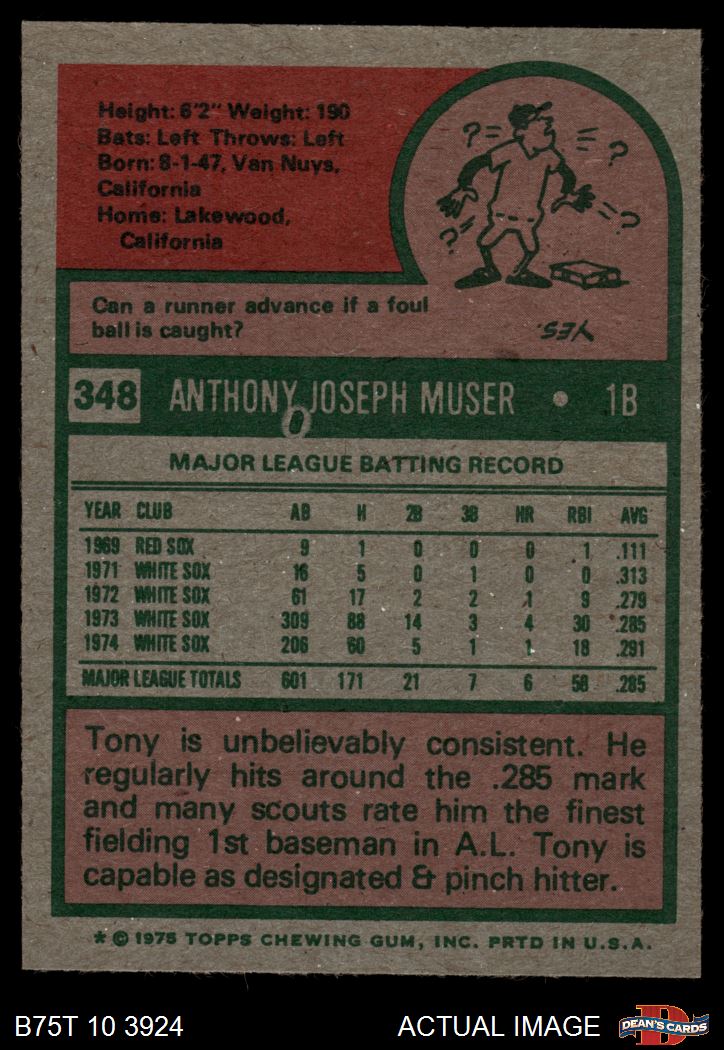 Height: 6'2" Weight: 190
Bats: Left Throws: Left
Born: 8-1-47, Van Nuys,
California
Home: Lakewood,
California
? ? ? ?
Can a runner advance if a foul
ball is caught?
YES.
348 ANTHONY JOSEPH MUSER • 1B
MAJOR LEAGUE BATTING RECORD
YEAR CLUB AB H 2B 3B HR RBI AVG
1969 RED SOX 9 1 0 0 0 1 .111
1971 WHITE SOX 16 5 0 1 0 0 .313
1972 WHITE SOX 61 17 2 2 1 9 .279
1973 WHITE SOX 309 88 14 3 4 30 .285
1974 WHITE SOX 206 60 5 1 1 18 .291
MAJOR LEAGUE TOTALS 601 171 21 7 6 58 .285
Tony is unbelievably consistent. He
regularly hits around the .285 mark
and many scouts rate him the finest
fielding 1st baseman in A.L. Tony is
capable as designated & pinch hitter.
* © 1975 TOPPS CHEWING GUM, INC. PRTD IN U.S.A.
B75T 10 3924 ACTUAL IMAGE D DEAN'S CARDS